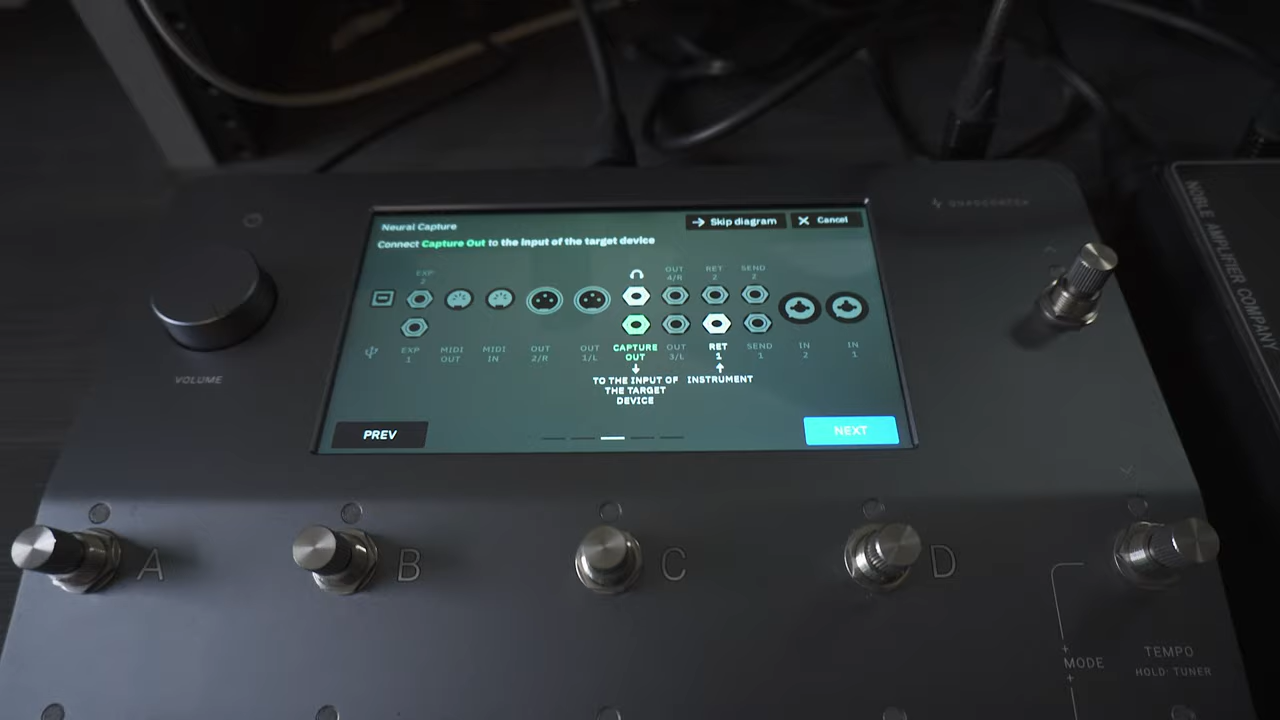 QUADCORTEX
Neural Capture
→ Skip diagram
X Cancel
Connect Capture Out to the input of the target device
EXP
2
OUT
4/R
RET
2
SEND
2
EXP
1
MIDI
OUT
MIDI
IN
OUT
2/R
OUT
1/L
CAPTURE
OUT
OUT
3/L
RET
1
SEND
1
IN
2
IN
1
TO THE INPUT OF
THE TARGET
DEVICE
INSTRUMENT
PREV
NEXT
VOLUME
NOBLE AMPLIFIER COMPANY
A
B
C
D
MODE
TEMPO
HOLD: TUNER